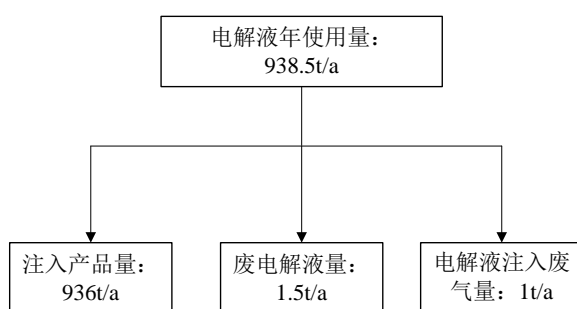 电解液年使用量：
938.5t/a
注入产品量：
936t/a
废电解液量：
1.5t/a
电解液注入废
气量：1t/a